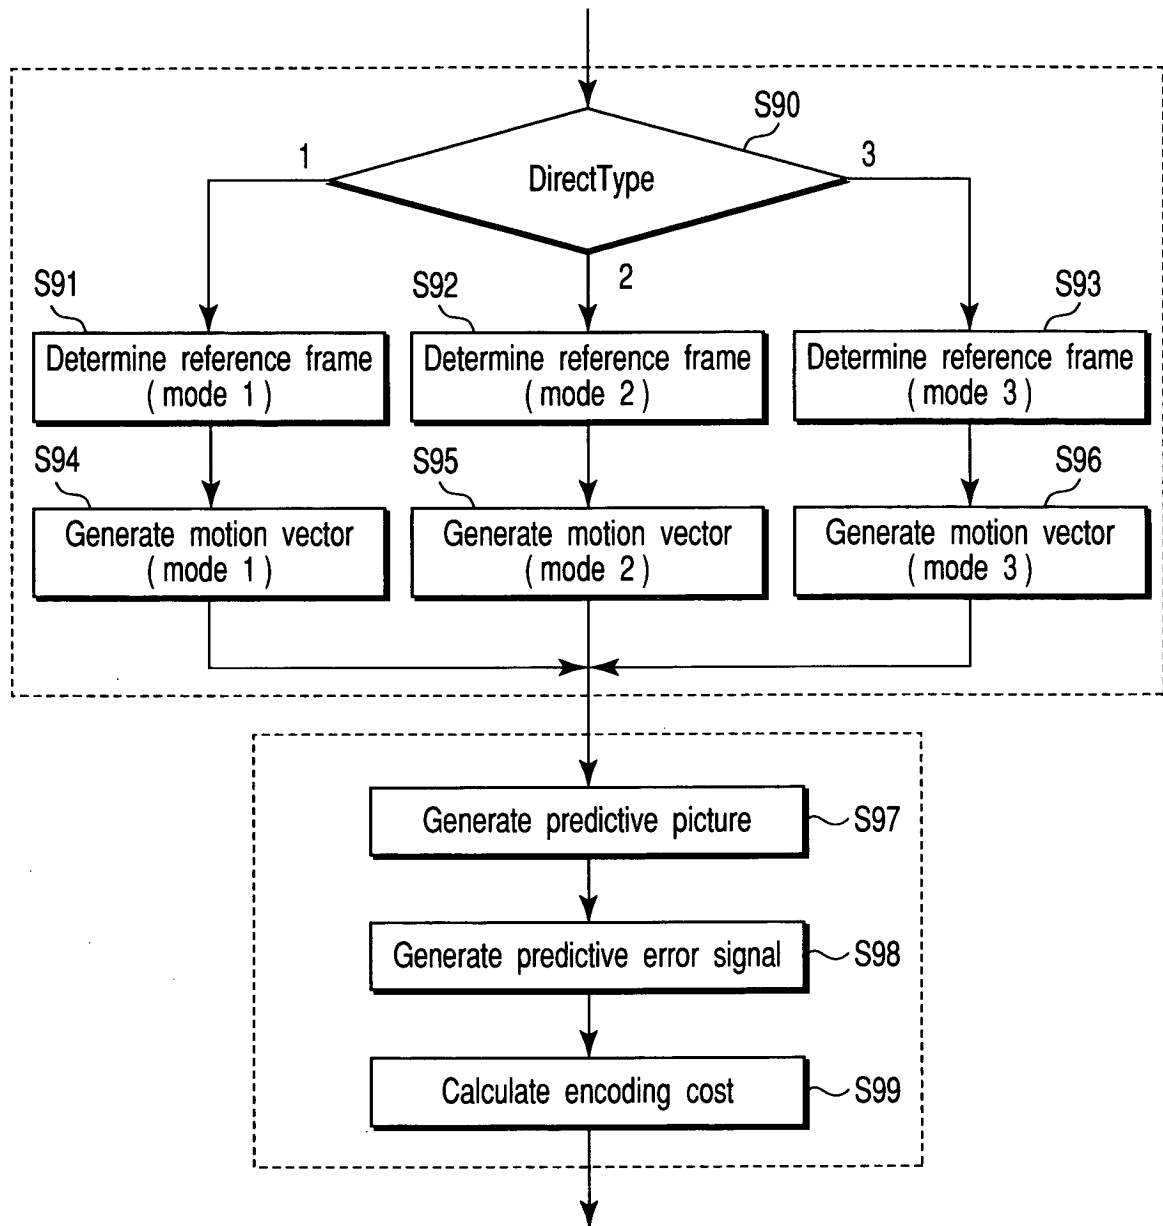 S90
1
DirectType
3
2
S91
S92
S93
Determine reference frame
( mode 1 )
Determine reference frame
( mode 2 )
Determine reference frame
( mode 3 )
S94
S95
S96
Generate motion vector
( mode 1 )
Generate motion vector
( mode 2 )
Generate motion vector
( mode 3 )
Generate predictive picture
S97
Generate predictive error signal
S98
Calculate encoding cost
S99